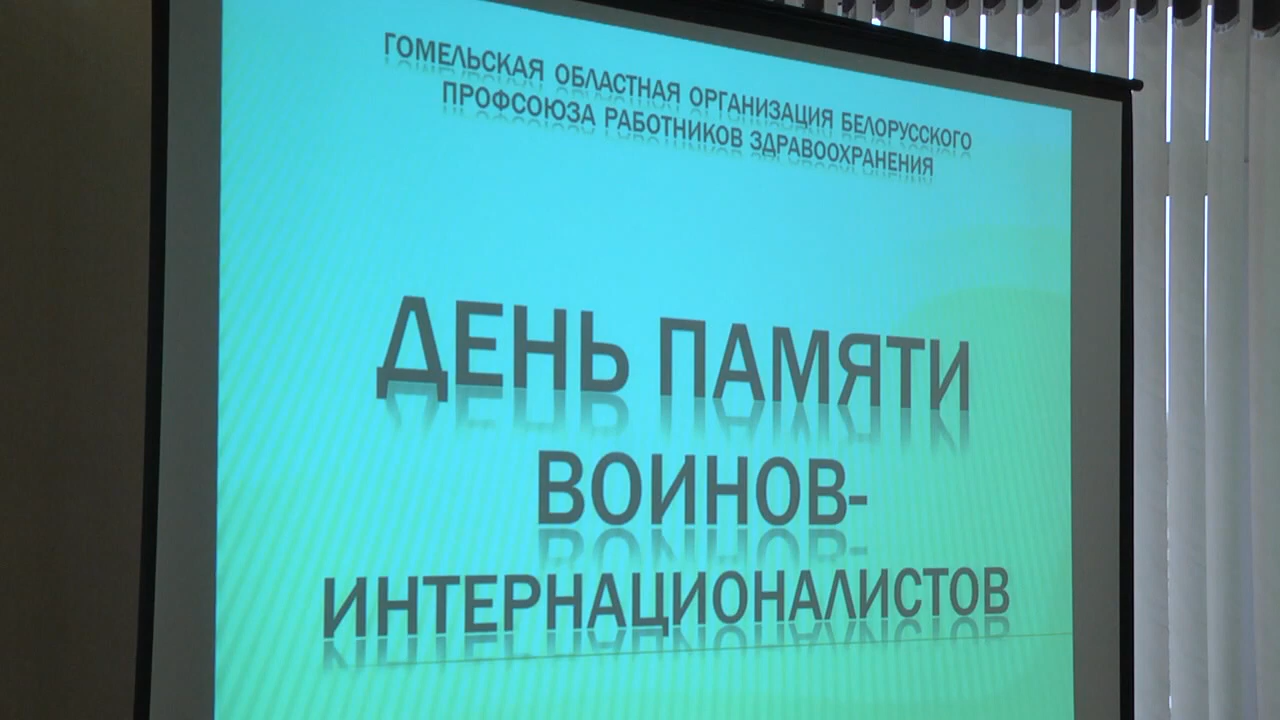 ГОМЕЛЬСКАЯ ОБЛАСТНАЯ ОРГАНИЗАЦИЯ БЕЛОРУССКОГО
ПРОФСОЮЗА РАБОТНИКОВ ЗДРАВООХРАНЕНИЯ
ДЕНЬ ПАМЯТИ
ВОИНОВ-
ИНТЕРНАЦИОНАЛИСТОВ